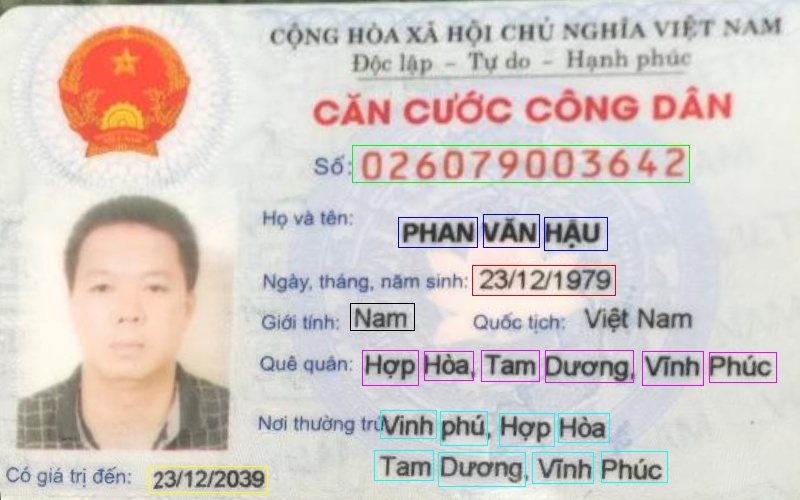 CỘNG HÒA XÃ HỘI CHỦ NGHĨA VIỆT NAM
Độc lập - Tự do - Hạnh phúc
CĂN CƯỚC CÔNG DÂN
Số: 026079003642
Họ và tên: PHAN VĂN HẬU
Ngày, tháng, năm sinh: 23/12/1979
Giới tính: Nam Quốc tịch: Việt Nam
Quê quán: Hợp Hòa, Tam Dương, Vĩnh Phúc
Nơi thường trú: Vinh phú, Hợp Hòa
Tam Dương, Vĩnh Phúc
Có giá trị đến: 23/12/2039